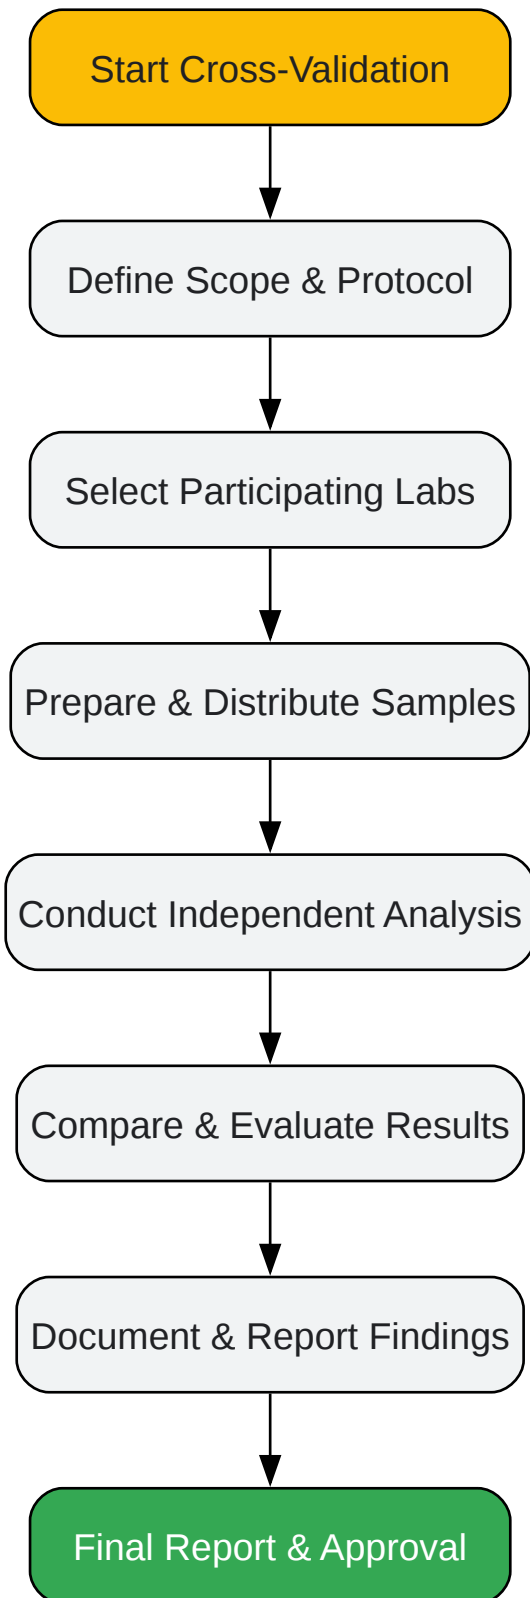 Start Cross-Validation
Define Scope & Protocol
Select Participating Labs
Prepare & Distribute Samples
Conduct Independent Analysis
Compare & Evaluate Results
Document & Report Findings
Final Report & Approval